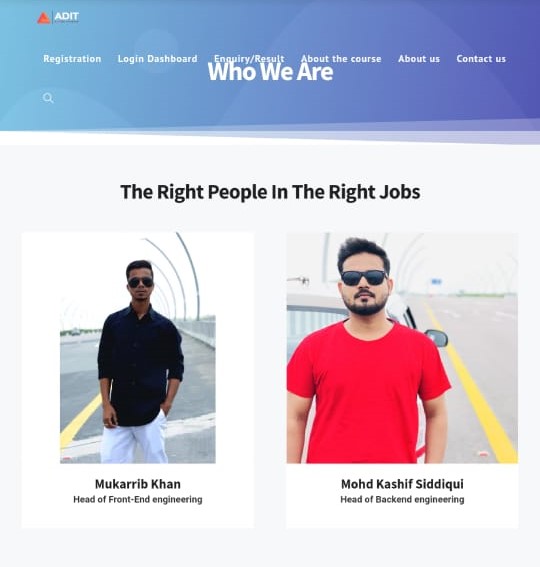 ADIT
Registration Login Dashboard Enquiry/Result About the course About us Contact us
Who We Are
The Right People In The Right Jobs
Mukarrib Khan
Head of Front-End engineering
Mohd Kashif Siddiqui
Head of Backend engineering